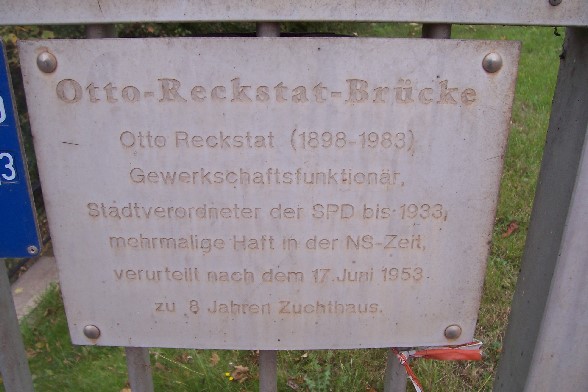 Otto-Reckstat-Brücke
Otto Reckstat (1898-1983)
Gewerkschaftsfunktionär,
Stadtverordneter der SPD bis 1933,
mehrmalige Haft in der NS-Zeit,
verurteilt nach dem 17. Juni 1953
zu 8 Jahren Zuchthaus.
3